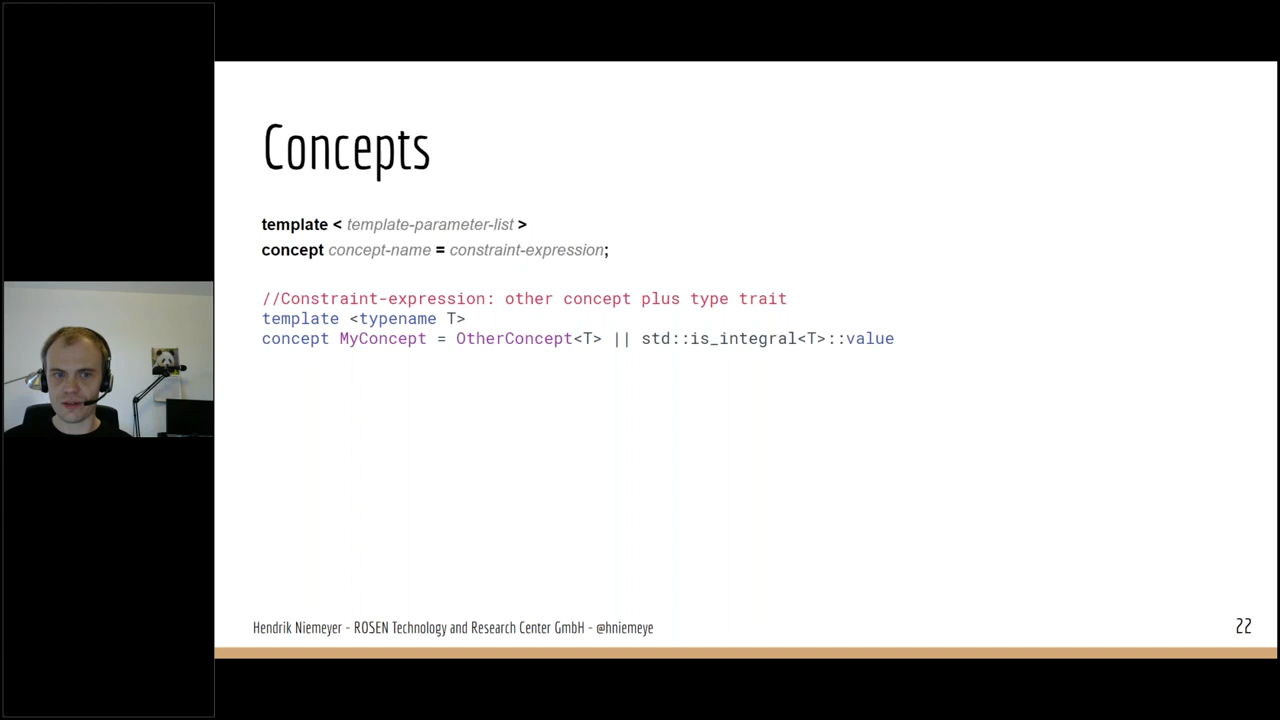 Concepts
template < template-parameter-list >
concept concept-name = constraint-expression;
//Constraint-expression: other concept plus type trait
template <typename T>
concept MyConcept = OtherConcept<T> || std::is_integral<T>::value
Hendrik Niemeyer - ROSEN Technology and Research Center GmbH - @hniemeye
22